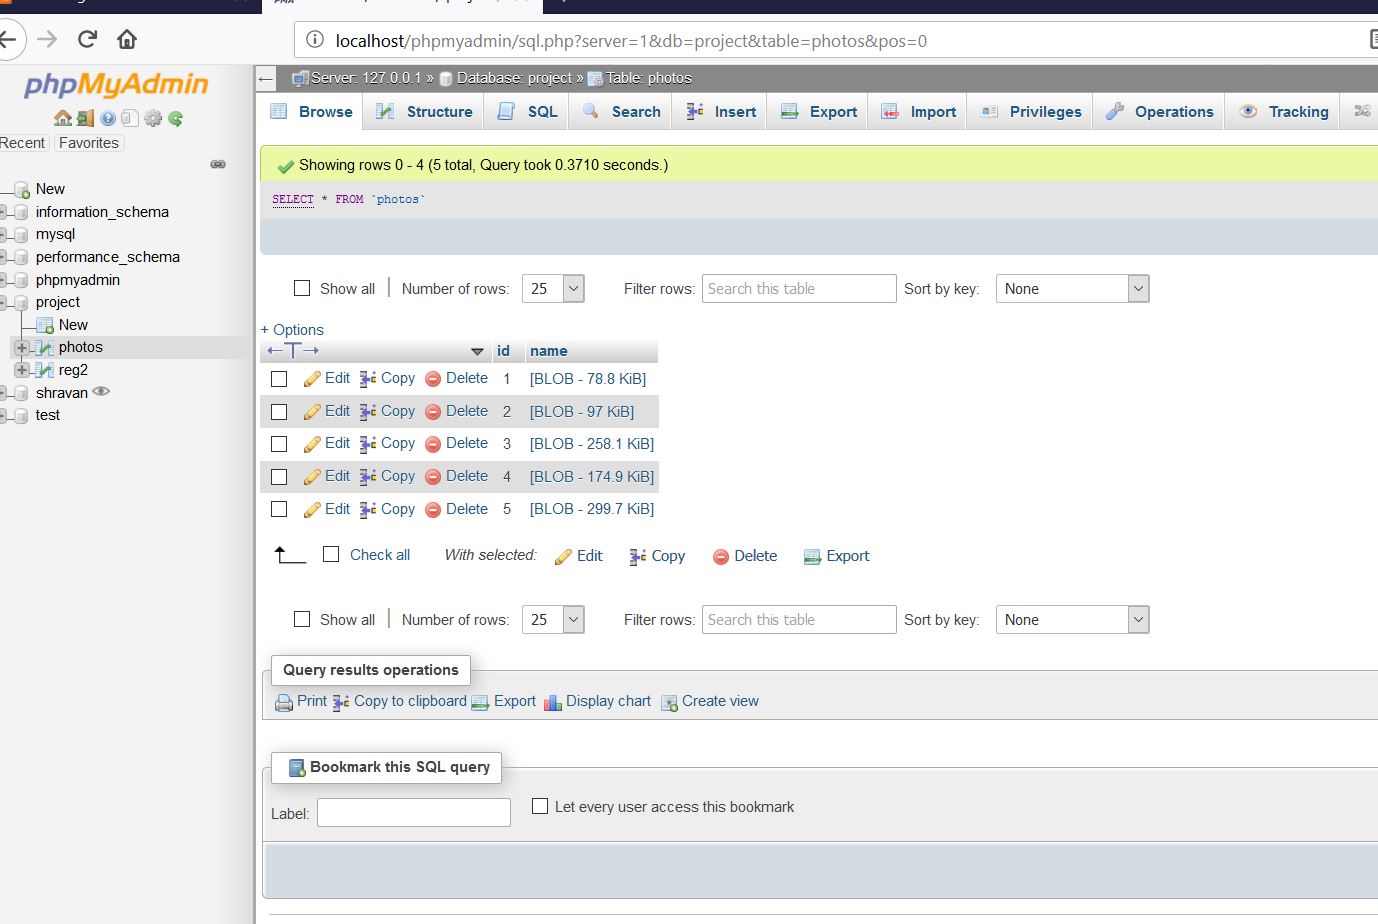 localhost/phpmyadmin/sql.php?server=1&db=project&table=photos&pos=0
phpMyAdmin
Recent Favorites
New
information_schema
mysql
performance_schema
phpmyadmin
project
New
photos
reg2
shravan
test
Server: 127.0.0.1 » Database: project » Table: photos
Browse Structure SQL Search Insert Export Import Privileges Operations Tracking
Showing rows 0 - 4 (5 total, Query took 0.3710 seconds.)
SELECT * FROM `photos`
Show all Number of rows: 25 Filter rows: Search this table Sort by key: None
+ Options
id name
Edit Copy Delete 1 [BLOB - 78.8 KiB]
Edit Copy Delete 2 [BLOB - 97 KiB]
Edit Copy Delete 3 [BLOB - 258.1 KiB]
Edit Copy Delete 4 [BLOB - 174.9 KiB]
Edit Copy Delete 5 [BLOB - 299.7 KiB]
Check all With selected: Edit Copy Delete Export
Show all Number of rows: 25 Filter rows: Search this table Sort by key: None
Query results operations
Print Copy to clipboard Export Display chart Create view
Bookmark this SQL query
Label: Let every user access this bookmark